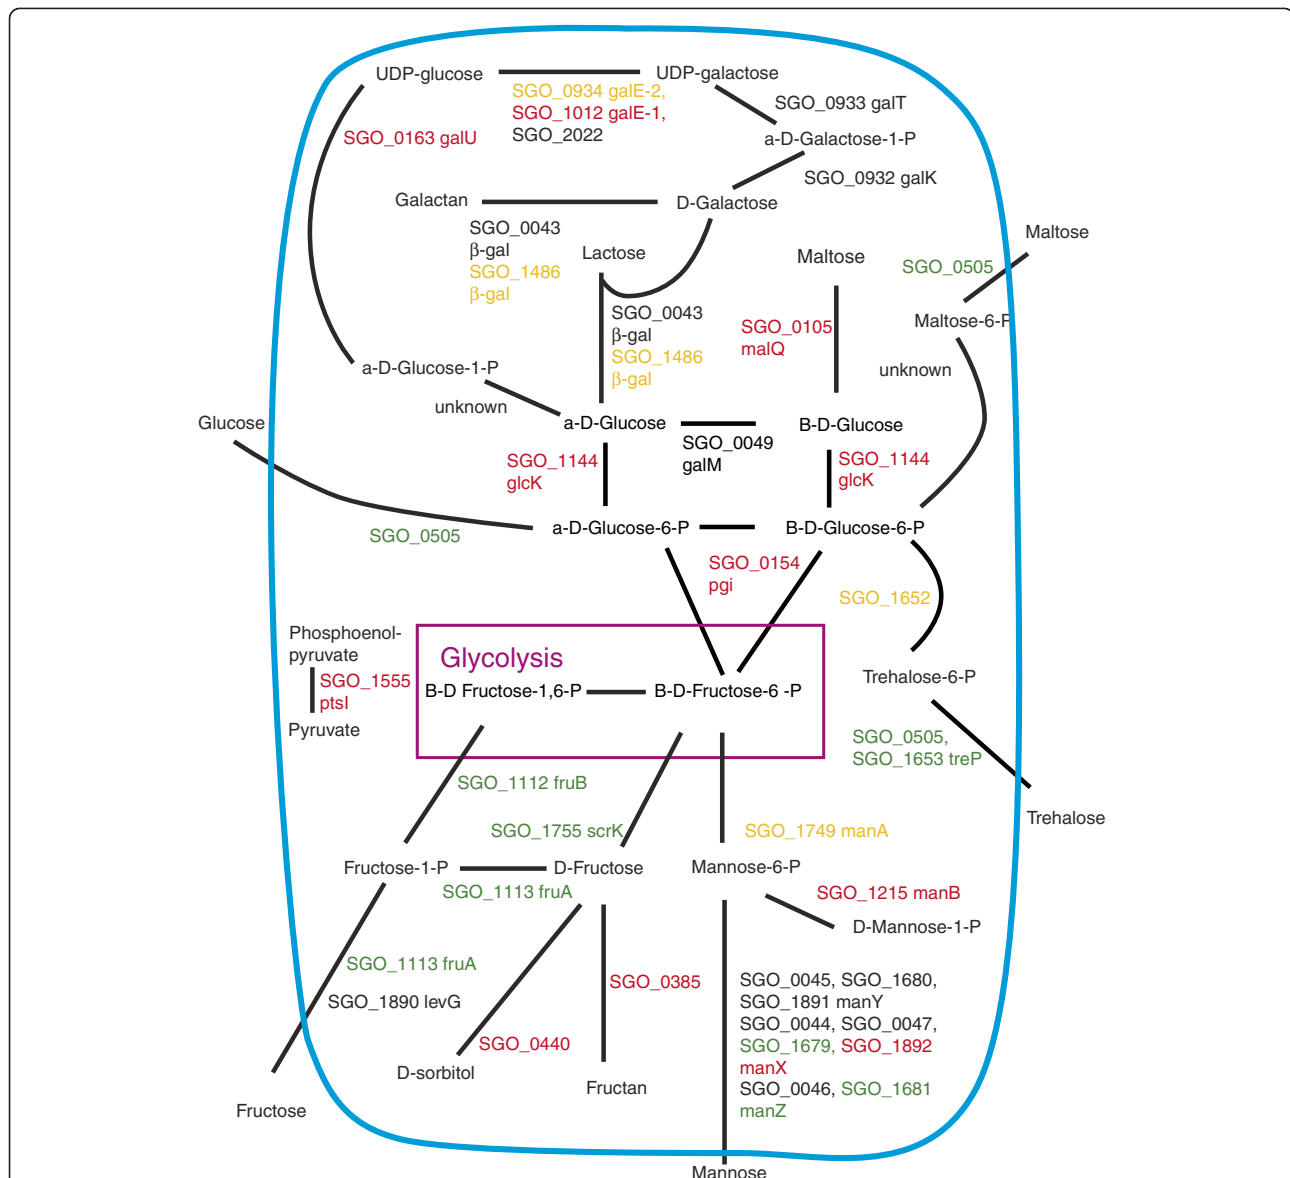 UDP-glucose
UDP-galactose
SGO_0934 galE-2,
SGO_1012 galE-1,
SGO_2022
SGO_0933 galT
SGO_0163 galU
a-D-Galactose-1-P
SGO_0932 galK
Galactan
D-Galactose
SGO_0043
β-gal
SGO_1486
β-gal
Lactose
Maltose
Maltose
SGO_0505
SGO_0043
β-gal
SGO_1486
β-gal
SGO_0105
malQ
Maltose-6-P
unknown
a-D-Glucose-1-P
unknown
Glucose
a-D-Glucose
B-D-Glucose
SGO_0049
galM
SGO_1144
glcK
SGO_1144
glcK
SGO_0505
a-D-Glucose-6-P
B-D-Glucose-6-P
SGO_0154
pgi
SGO_1652
Phosphoenol-
pyruvate
SGO_1555
ptsI
Pyruvate
Glycolysis
B-D Fructose-1,6-P
B-D-Fructose-6 -P
Trehalose-6-P
SGO_0505,
SGO_1653 treP
Trehalose
SGO_1112 fruB
SGO_1755 scrK
SGO_1749 manA
Fructose-1-P
D-Fructose
Mannose-6-P
SGO_1113 fruA
SGO_1215 manB
D-Mannose-1-P
SGO_1113 fruA
SGO_1890 levG
SGO_0385
SGO_0045, SGO_1680,
SGO_1891 manY
SGO_0044, SGO_0047,
SGO_1679, SGO_1892
manX
SGO_0046, SGO_1681
manZ
SGO_0440
D-sorbitol
Fructan
Fructose
Mannose